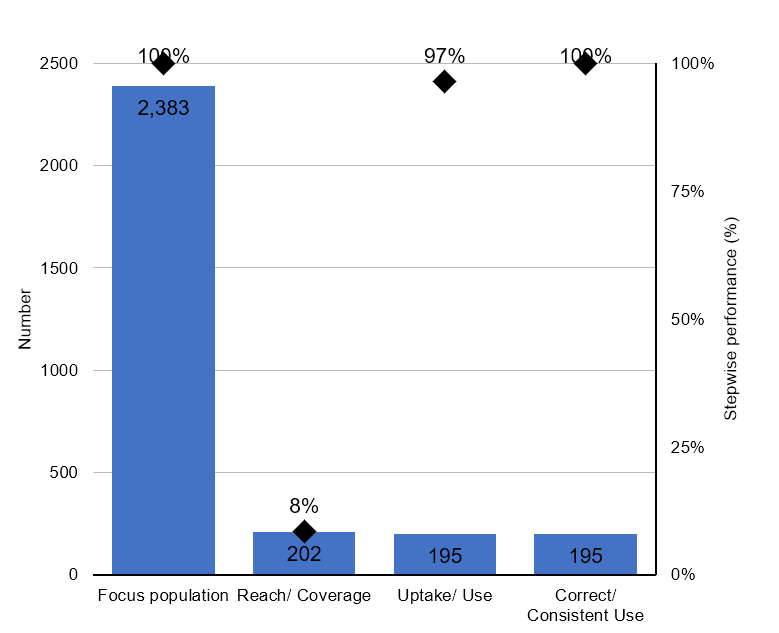 100%
97%
100%
2500
100%
2,383
2000
75%
1500
50%
1000
25%
500
8%
202
195
195
0
0%
Number
Stepwise performance (%)
Focus population
Reach/ Coverage
Uptake/ Use
Correct/
Consistent Use